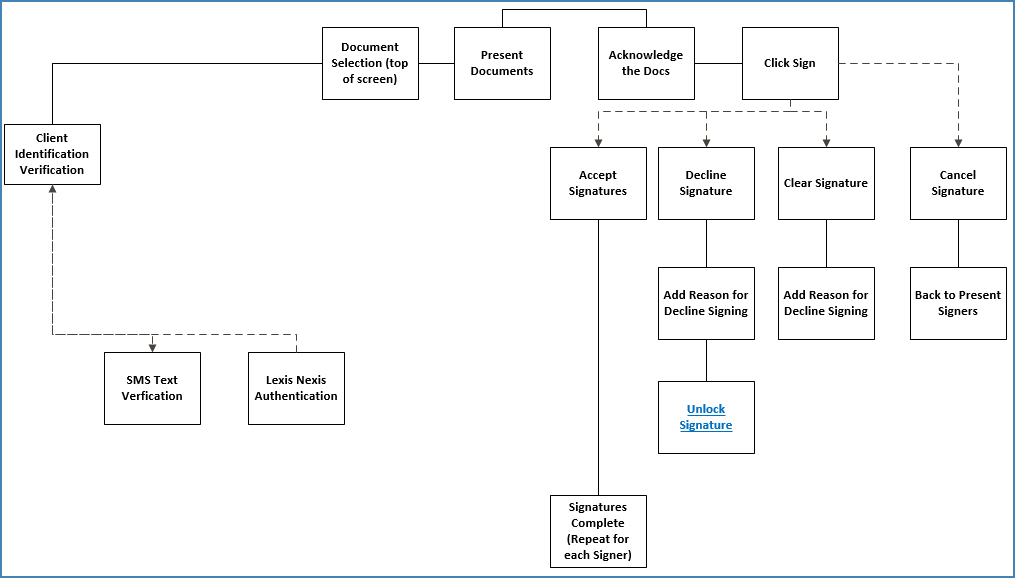 Document
Selection (top
of screen)
Present
Documents
Acknowledge
the Docs
Click Sign
Client
Identification
Verification
Accept
Signatures
Decline
Signature
Clear Signature
Cancel
Signature
Add Reason for
Decline Signing
Add Reason for
Decline Signing
Back to Present
Signers
SMS Text
Verfication
Lexis Nexis
Authentication
Unlock
Signature
Signatures
Complete
(Repeat for
each Signer)